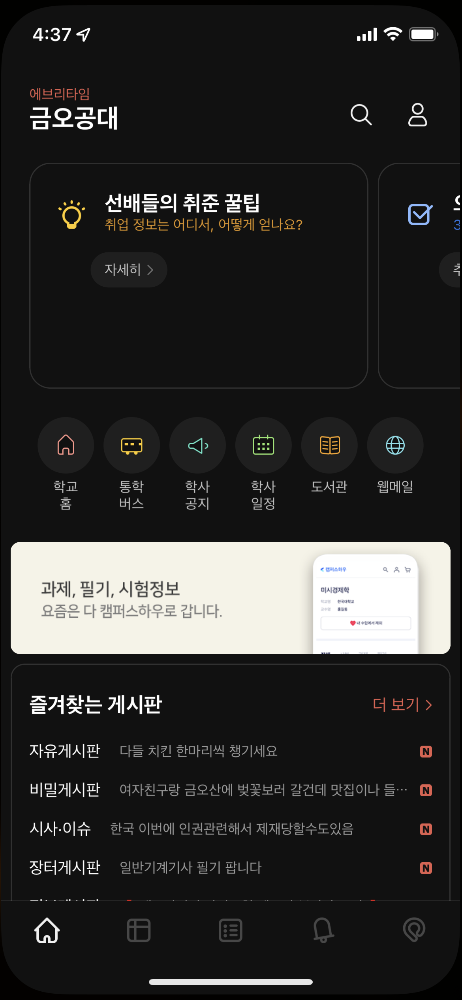 4:37
에브리타임
금오공대
선배들의 취준 꿀팁
취업 정보는 어디서, 어떻게 얻나요?
자세히
3
학교
홈
통학
버스
학사
공지
학사
일정
도서관
웹메일
과제, 필기, 시험정보
요즘은 다 캠퍼스하우로 갑니다.
캠퍼스하우
미시경제학
학교명 한국대학교
교수명 홍길동
내 수업에서 제외
즐겨찾는 게시판
더 보기
자유게시판 다들 치킨 한마리씩 챙기세요 N
비밀게시판 여자친구랑 금오산에 벚꽃보러 갈건데 맛집이나 들… N
시사·이슈 한국 이번에 인권관련해서 제재당할수도있음 N
장터게시판 일반기계기사 필기 팝니다 N